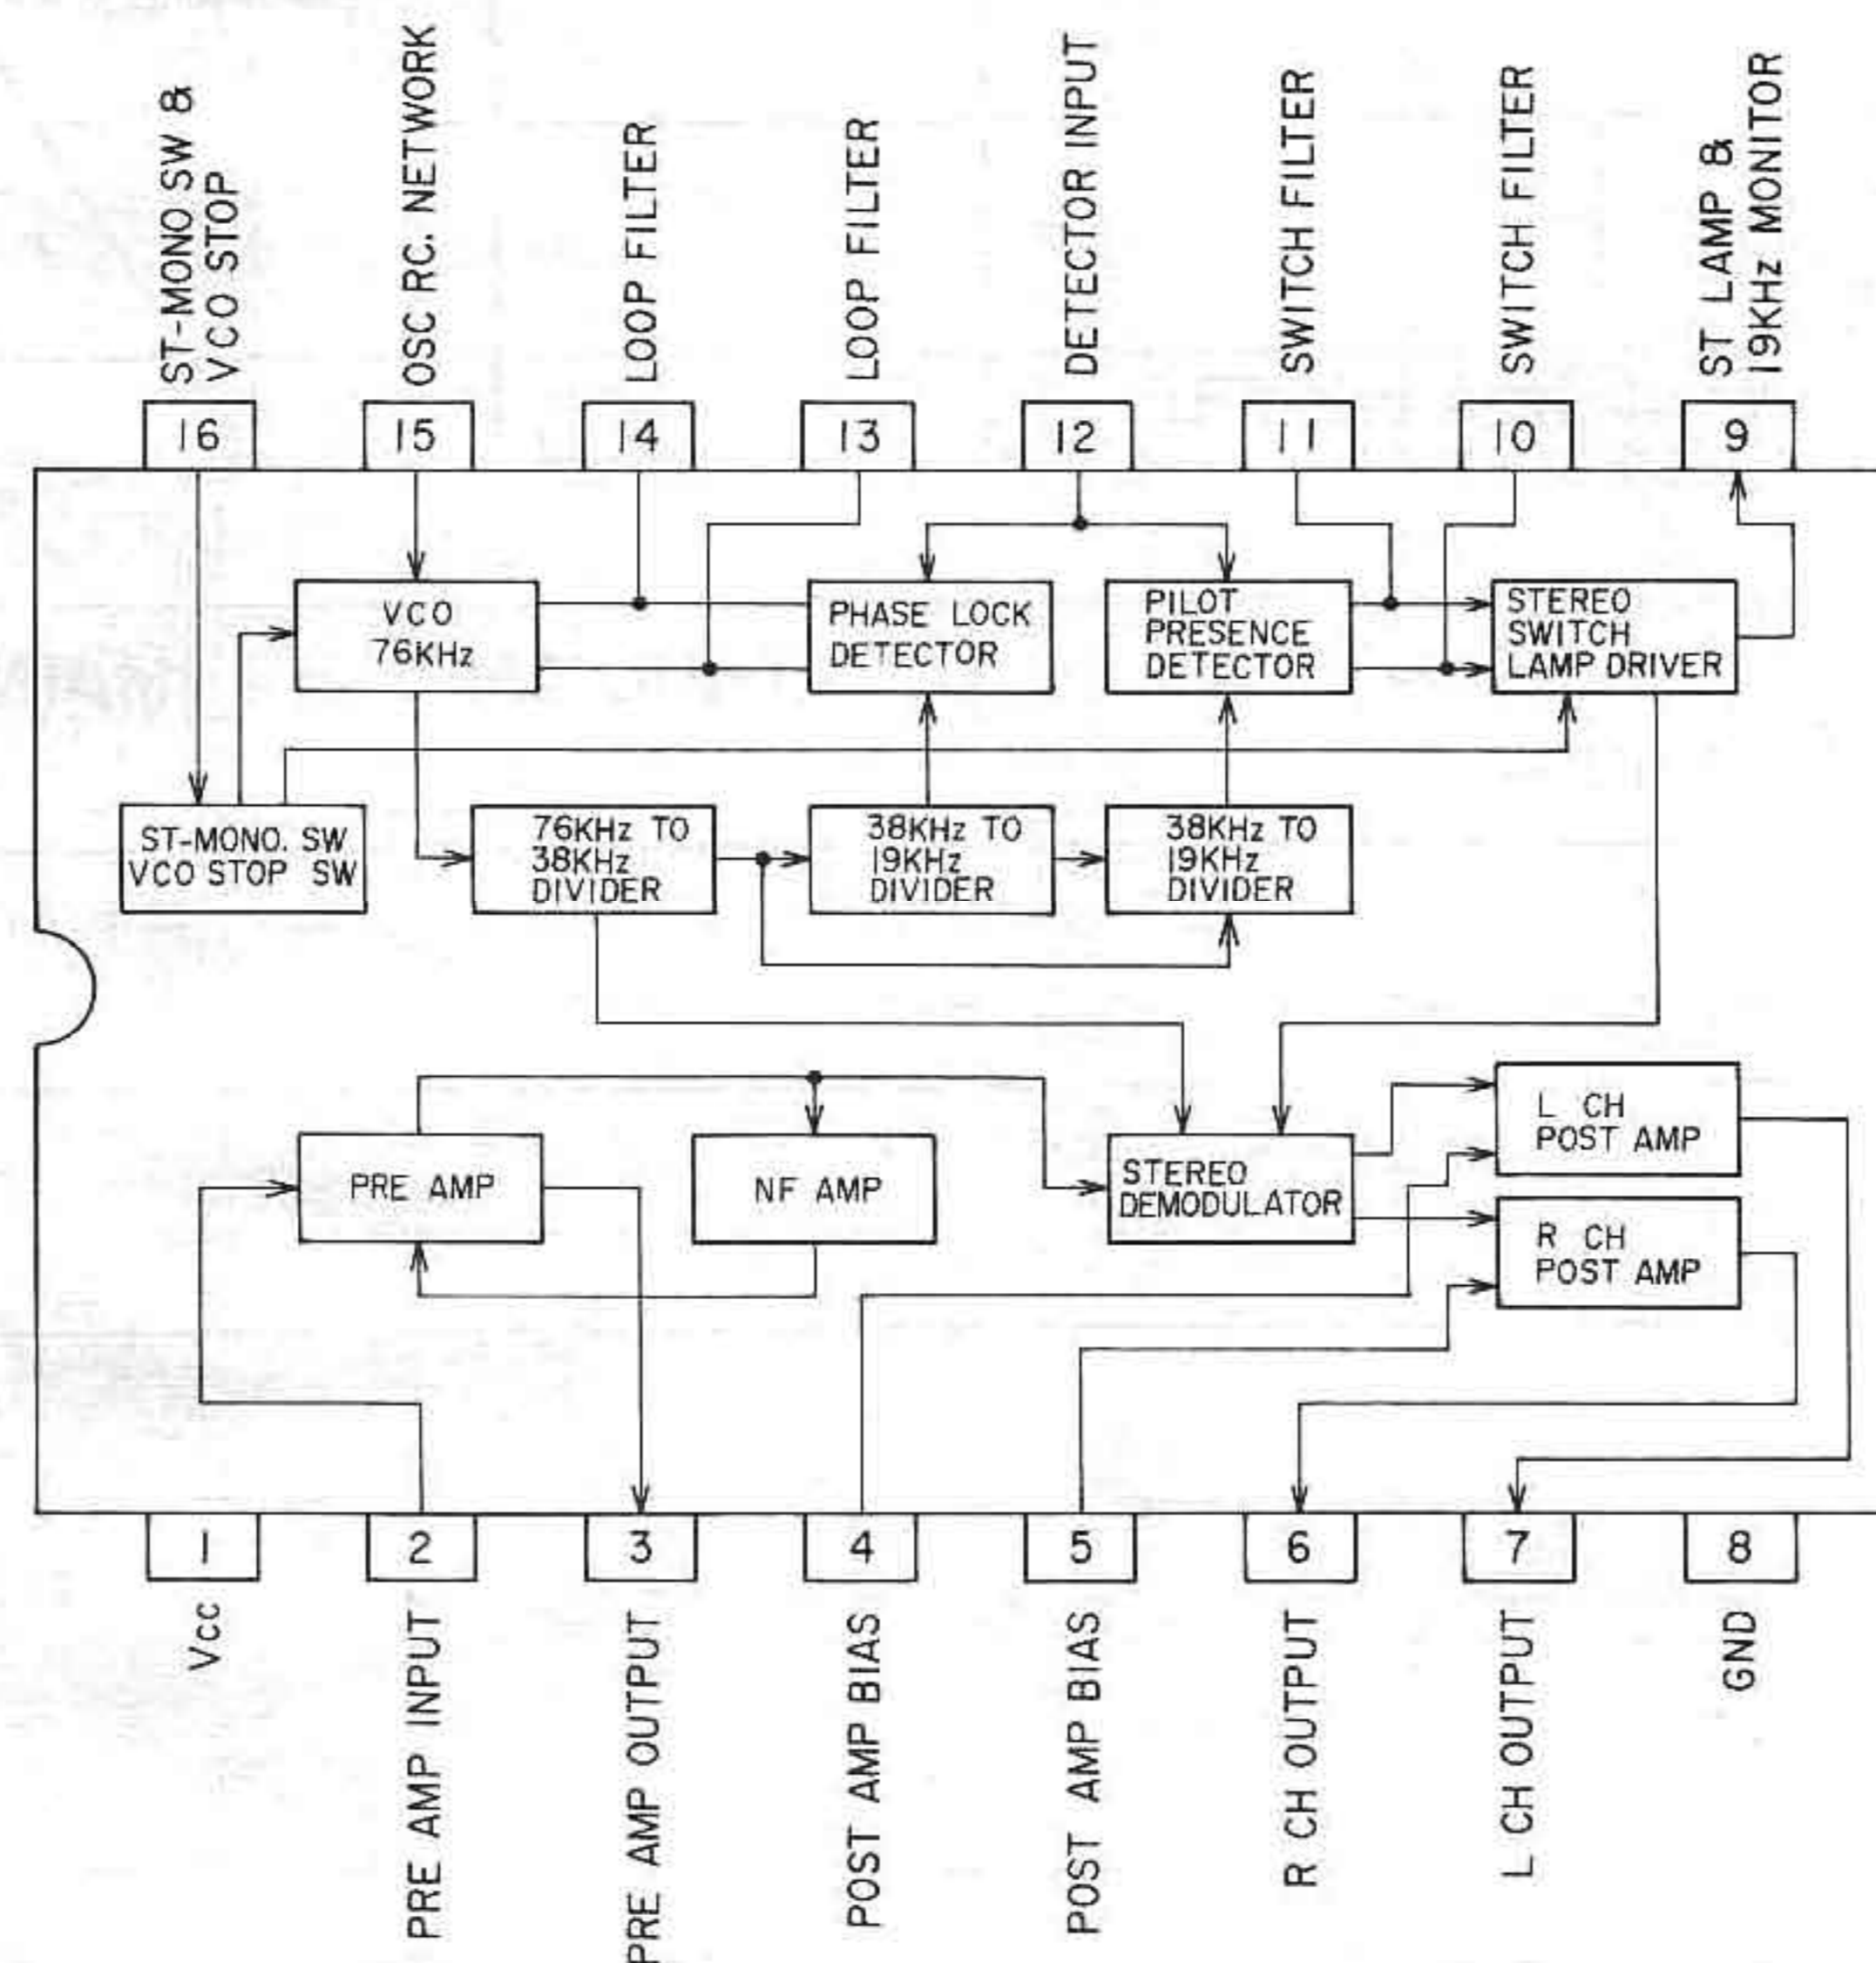 ST-MONO SW &
VCO STOP
OSC RC. NETWORK
LOOP FILTER
LOOP FILTER
DETECTOR INPUT
SWITCH FILTER
SWITCH FILTER
ST LAMP &
19KHz MONITOR
16
15
14
13
12
11
10
9
VCO
76KHz
PHASE LOCK
DETECTOR
PILOT
PRESENCE
DETECTOR
STEREO
SWITCH
LAMP DRIVER
ST-MONO. SW
VCO STOP SW
76KHz TO
38KHz
DIVIDER
38KHz TO
19KHz
DIVIDER
38KHz TO
19KHz
DIVIDER
PRE AMP
NF AMP
STEREO
DEMODULATOR
L CH
POST AMP
R CH
POST AMP
1
2
3
4
5
6
7
8
Vcc
PRE AMP INPUT
PRE AMP OUTPUT
POST AMP BIAS
POST AMP BIAS
R CH OUTPUT
L CH OUTPUT
GND